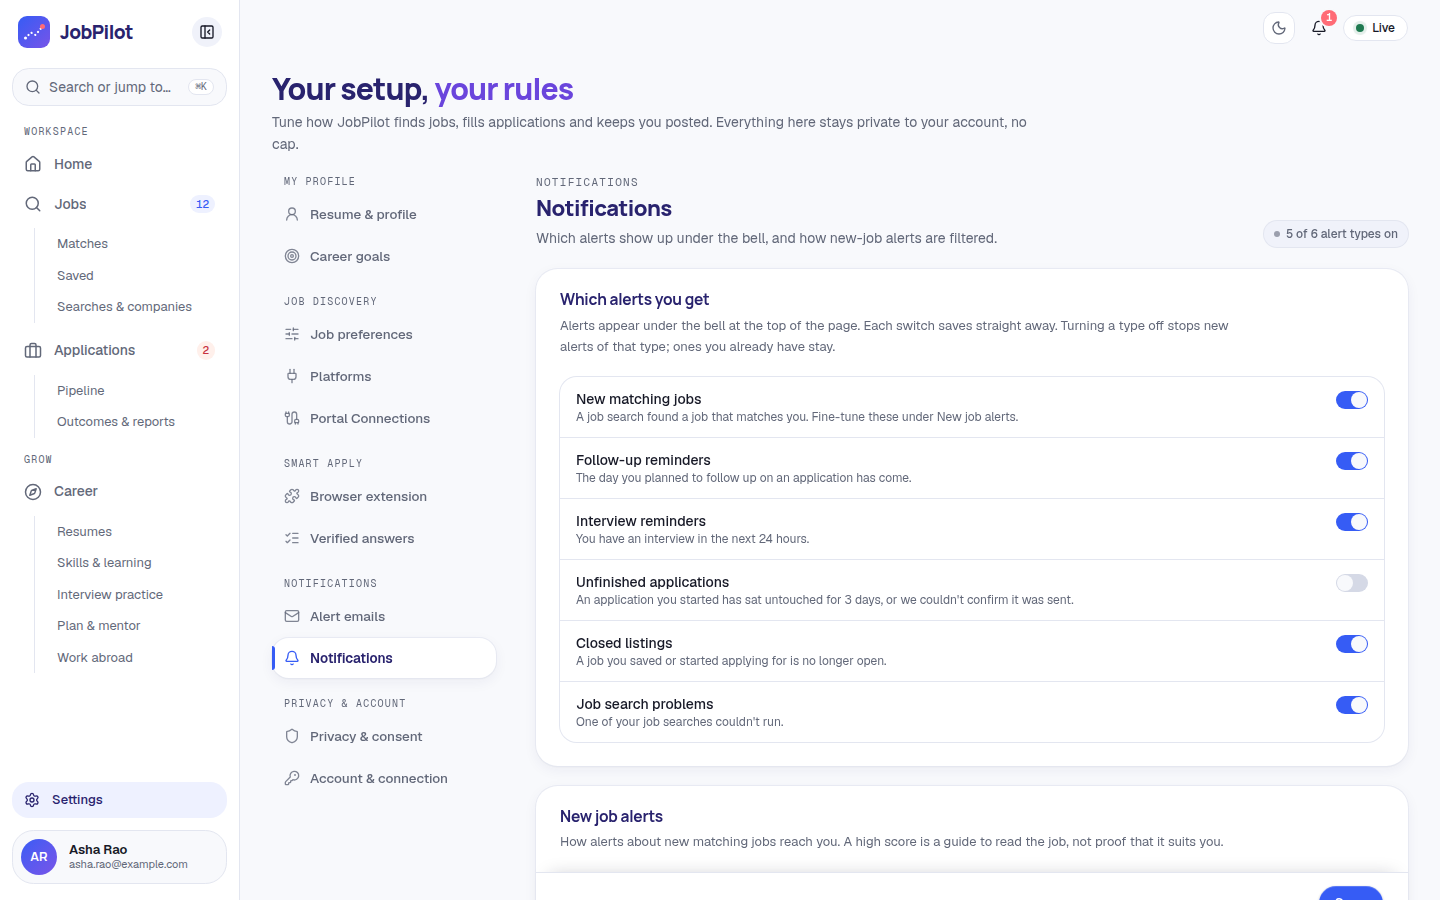 JobPilot
Search or jump to...
⌘K
WORKSPACE
Home
Jobs
12
Matches
Saved
Searches & companies
Applications
2
Pipeline
Outcomes & reports
GROW
Career
Resumes
Skills & learning
Interview practice
Plan & mentor
Work abroad
Settings
AR
Asha Rao
asha.rao@example.com
1
Live
Your setup, your rules
Tune how JobPilot finds jobs, fills applications and keeps you posted. Everything here stays private to your account, no
cap.
MY PROFILE
Resume & profile
Career goals
JOB DISCOVERY
Job preferences
Platforms
Portal Connections
SMART APPLY
Browser extension
Verified answers
NOTIFICATIONS
Alert emails
Notifications
PRIVACY & ACCOUNT
Privacy & consent
Account & connection
NOTIFICATIONS
Notifications
Which alerts show up under the bell, and how new-job alerts are filtered.
5 of 6 alert types on
Which alerts you get
Alerts appear under the bell at the top of the page. Each switch saves straight away. Turning a type off stops new
alerts of that type; ones you already have stay.
New matching jobs
A job search found a job that matches you. Fine-tune these under New job alerts.
Follow-up reminders
The day you planned to follow up on an application has come.
Interview reminders
You have an interview in the next 24 hours.
Unfinished applications
An application you started has sat untouched for 3 days, or we couldn't confirm it was sent.
Closed listings
A job you saved or started applying for is no longer open.
Job search problems
One of your job searches couldn't run.
New job alerts
How alerts about new matching jobs reach you. A high score is a guide to read the job, not proof that it suits you.